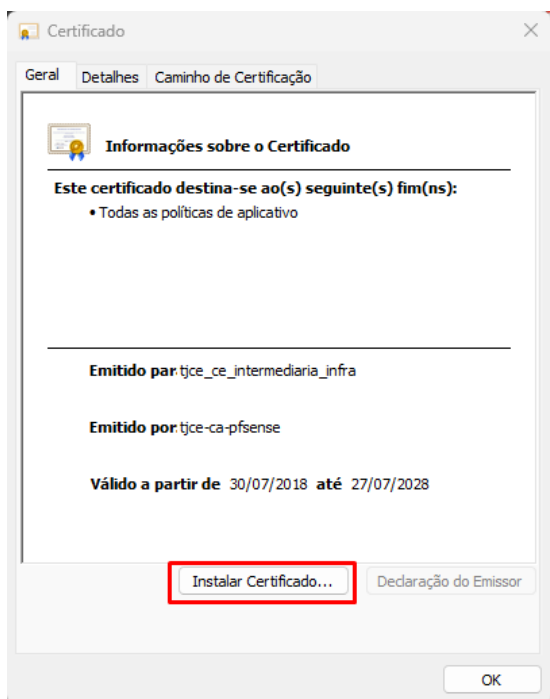 Certificado
Geral Detalhes Caminho de Certificação
Informações sobre o Certificado
Este certificado destina-se ao(s) seguinte(s) fim(ns):
• Todas as políticas de aplicativo
Emitido par tjce_ce_intermediaria_infra
Emitido por: tjce-ca-pfsense
Válido a partir de 30/07/2018 até 27/07/2028
Instalar Certificado... Declaração do Emissor
OK